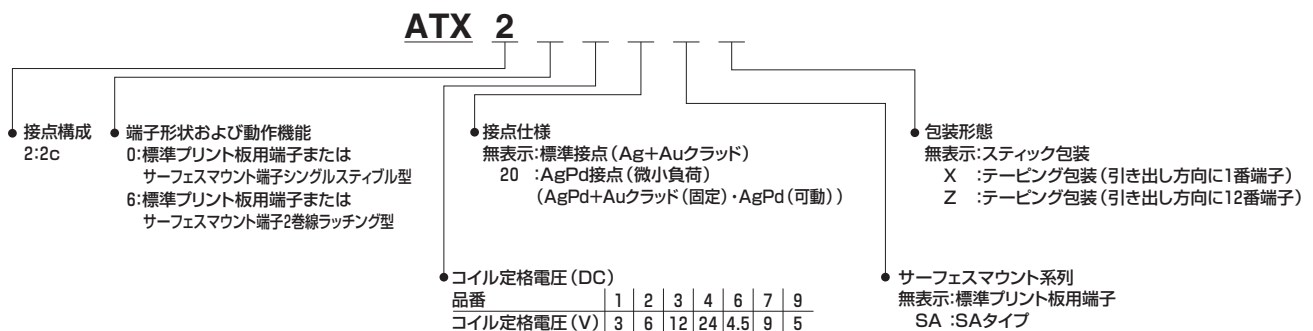 ATX 2
接点構成
2:2c
端子形状および動作機能
0:標準プリント板用端子または
サーフェスマウント端子シングルスティブル型
6:標準プリント板用端子または
サーフェスマウント端子2巻線ラッチング型
接点仕様
無表示:標準接点(Ag+Auクラッド)
20 :AgPd接点(微小負荷)
(AgPd+Auクラッド(固定)・AgPd(可動))
包装形態
無表示:スティック包装
X :テーピング包装(引き出し方向に1番端子)
Z :テーピング包装(引き出し方向に12番端子)
コイル定格電圧(DC)
品番 1 2 3 4 6 7 9
コイル定格電圧(V) 3 6 12 24 4.5 9 5
サーフェスマウント系列
無表示:標準プリント板用端子
SA :SAタイプ